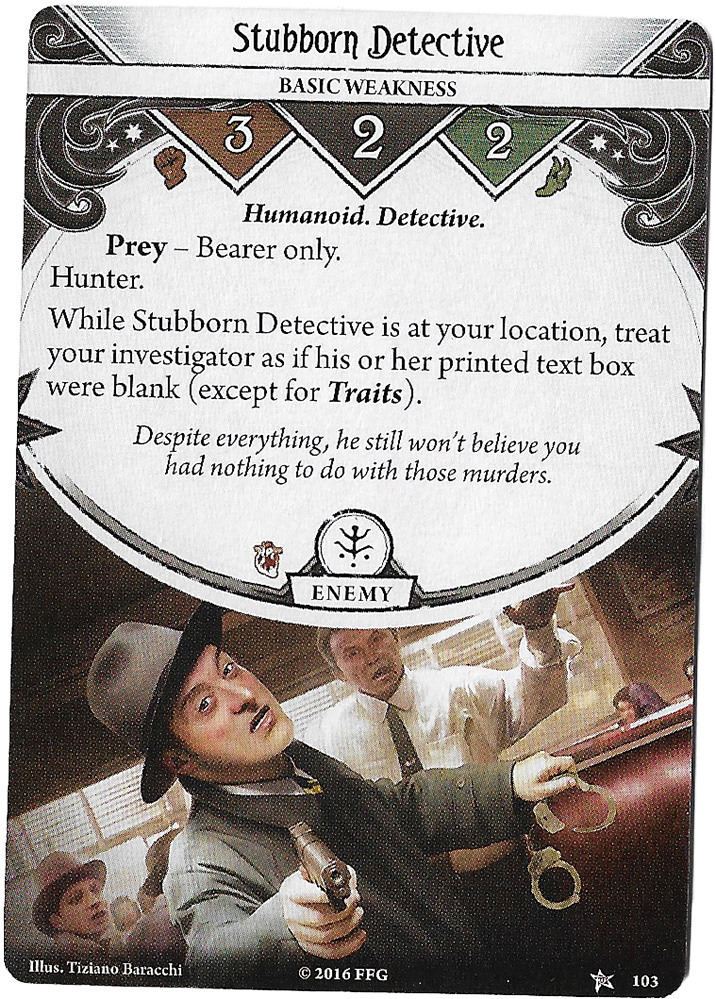 Stubborn Detective
BASIC WEAKNESS
3 2 2
Humanoid. Detective.
Prey – Bearer only.
Hunter.
While Stubborn Detective is at your location, treat
your investigator as if his or her printed text box
were blank (except for Traits).
Despite everything, he still won't believe you
had nothing to do with those murders.
ENEMY
Illus. Tiziano Baracchi
© 2016 FFG
103